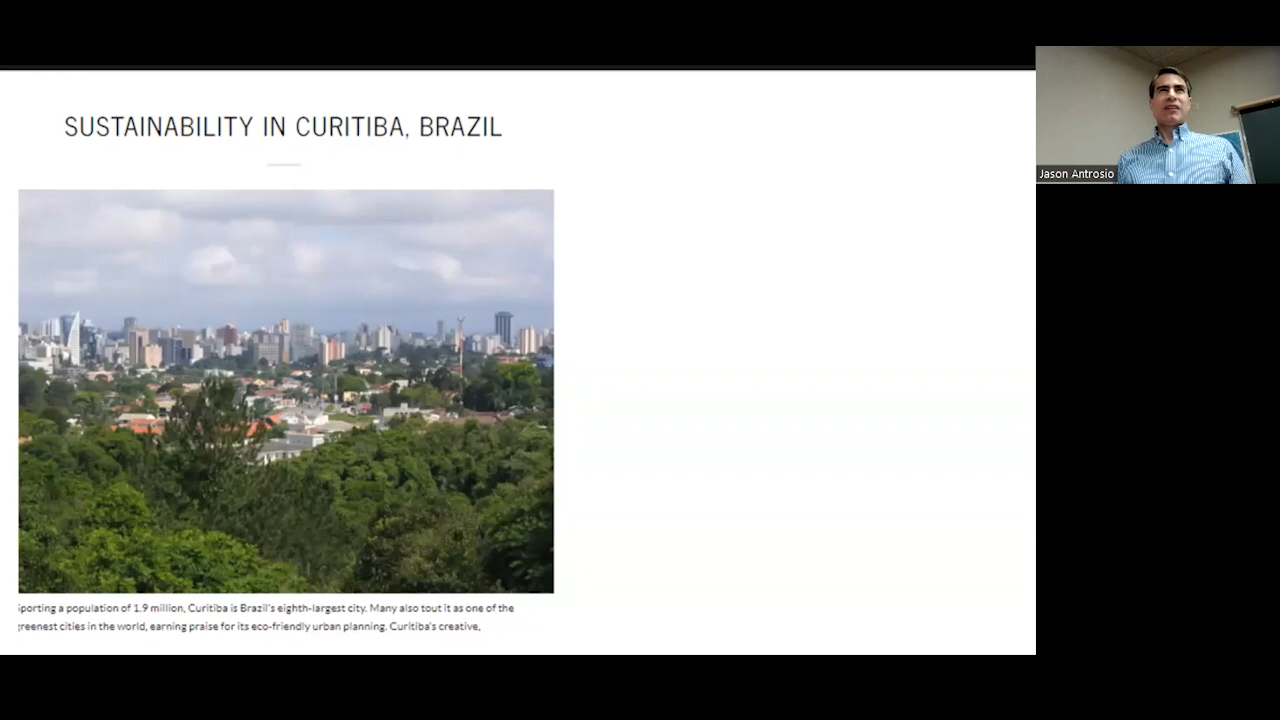 SUSTAINABILITY IN CURITIBA, BRAZIL
Jason Antrosio
Sporting a population of 1.9 million, Curitiba is Brazil's eighth-largest city. Many also tout it as one of the
greenest cities in the world, earning praise for its eco-friendly urban planning. Curitiba's creative,